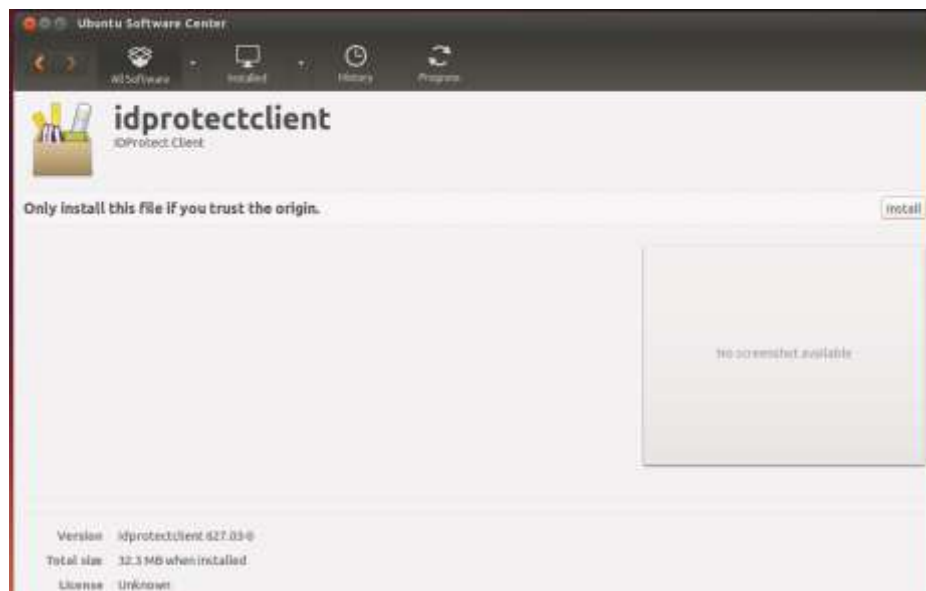 Ubuntu Software Center
All Software
Installed
History
Progress
idprotectclient
IDProtect Client
Only install this file if you trust the origin.
Install
No screenshot available
Version idprotectclient 627.03-0
Total size 32.3 MB when installed
License Unknown